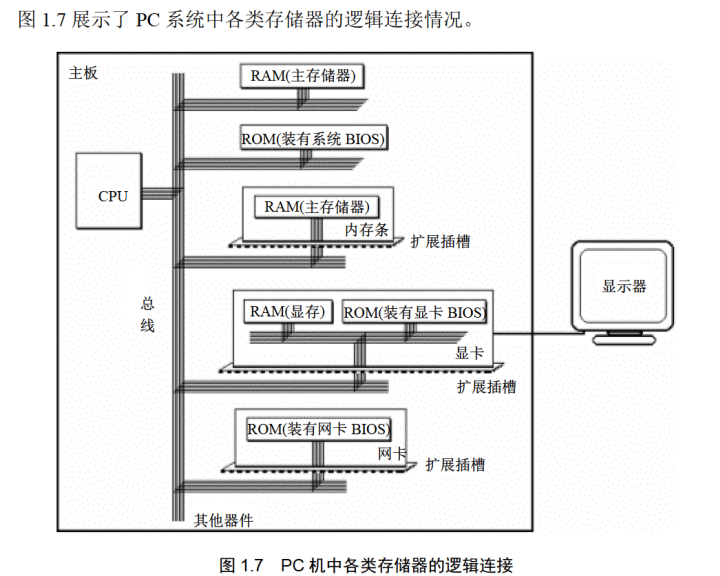 图 1.7 展示了 PC 系统中各类存储器的逻辑连接情况。
主板
RAM(主存储器)
ROM(装有系统 BIOS)
CPU
RAM(主存储器)
内存条
扩展插槽
显示器
总
线
RAM(显存)
ROM(装有显卡 BIOS)
显卡
扩展插槽
ROM(装有网卡 BIOS)
网卡
扩展插槽
其他器件
图 1.7 PC 机中各类存储器的逻辑连接